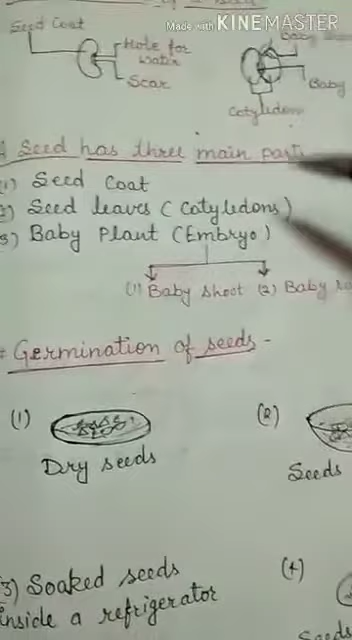 Made with KINEMASTER
Seed Coat
Hole for
water
Scar
Baby
Cotyledons
Seed has three main parts
(1) Seed Coat
2) Seed leaves (Cotyledons)
3) Baby Plant (Embryo)
(1) Baby shoot (2) Baby
Germination of seeds -
(1)
(2)
Dry seeds
Seeds
3) Soaked seeds
inside a refrigerator
(4)
Seeds